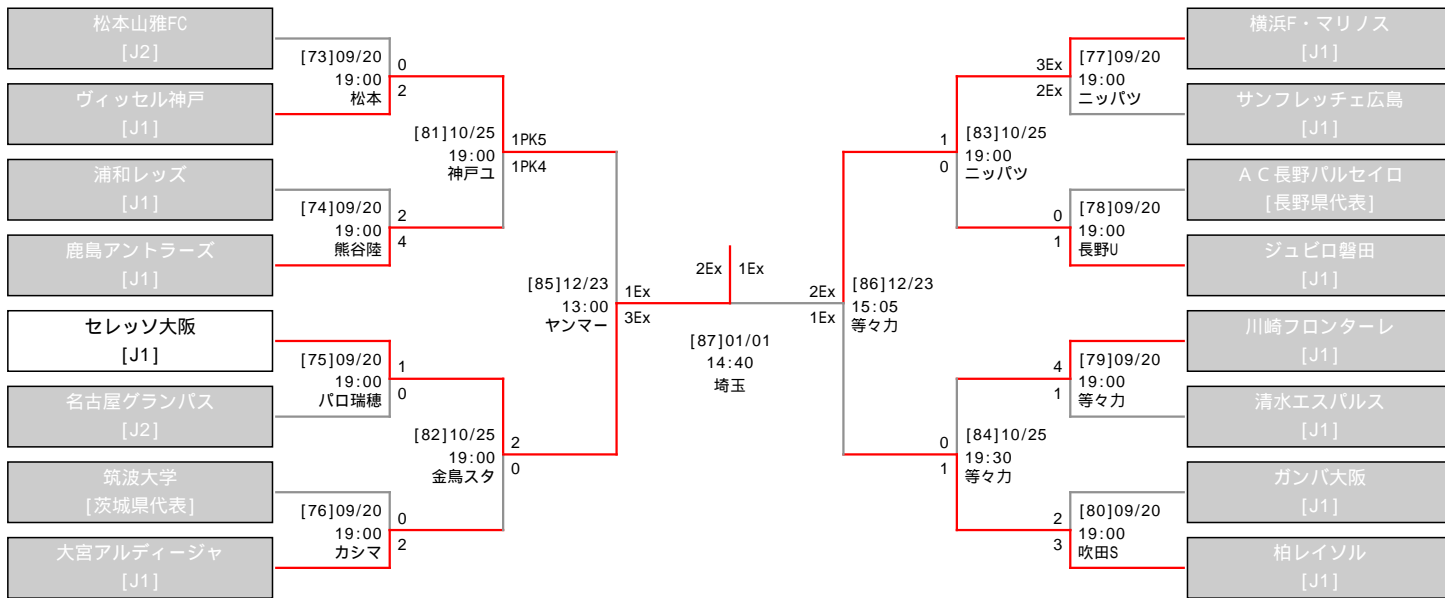 松本山雅FC
[J2]
[73]09/20
19:00
松本
0
2
ヴィッセル神戸
[J1]
[81]10/25
19:00
神戸ユ
1PK5
1PK4
浦和レッズ
[J1]
[74]09/20
19:00
熊谷陸
2
4
鹿島アントラーズ
[J1]
[85]12/23
13:00
ヤンマー
1Ex
3Ex
セレッソ大阪
[J1]
[75]09/20
19:00
パロ瑞穂
1
0
名古屋グランパス
[J2]
[82]10/25
19:00
金鳥スタ
2
0
筑波大学
[茨城県代表]
[76]09/20
19:00
カシマ
0
2
大宮アルディージャ
[J1]
2Ex
1Ex
[87]01/01
14:40
埼玉
横浜F・マリノス
[J1]
3Ex
2Ex
[77]09/20
19:00
ニッパツ
サンフレッチェ広島
[J1]
1
0
[83]10/25
19:00
ニッパツ
AC長野パルセイロ
[長野県代表]
0
1
[78]09/20
19:00
長野U
ジュビロ磐田
[J1]
2Ex
1Ex
[86]12/23
15:05
等々力
川崎フロンターレ
[J1]
4
1
[79]09/20
19:00
等々力
清水エスパルス
[J1]
0
1
[84]10/25
19:30
等々力
ガンバ大阪
[J1]
2
3
[80]09/20
19:00
吹田S
柏レイソル
[J1]